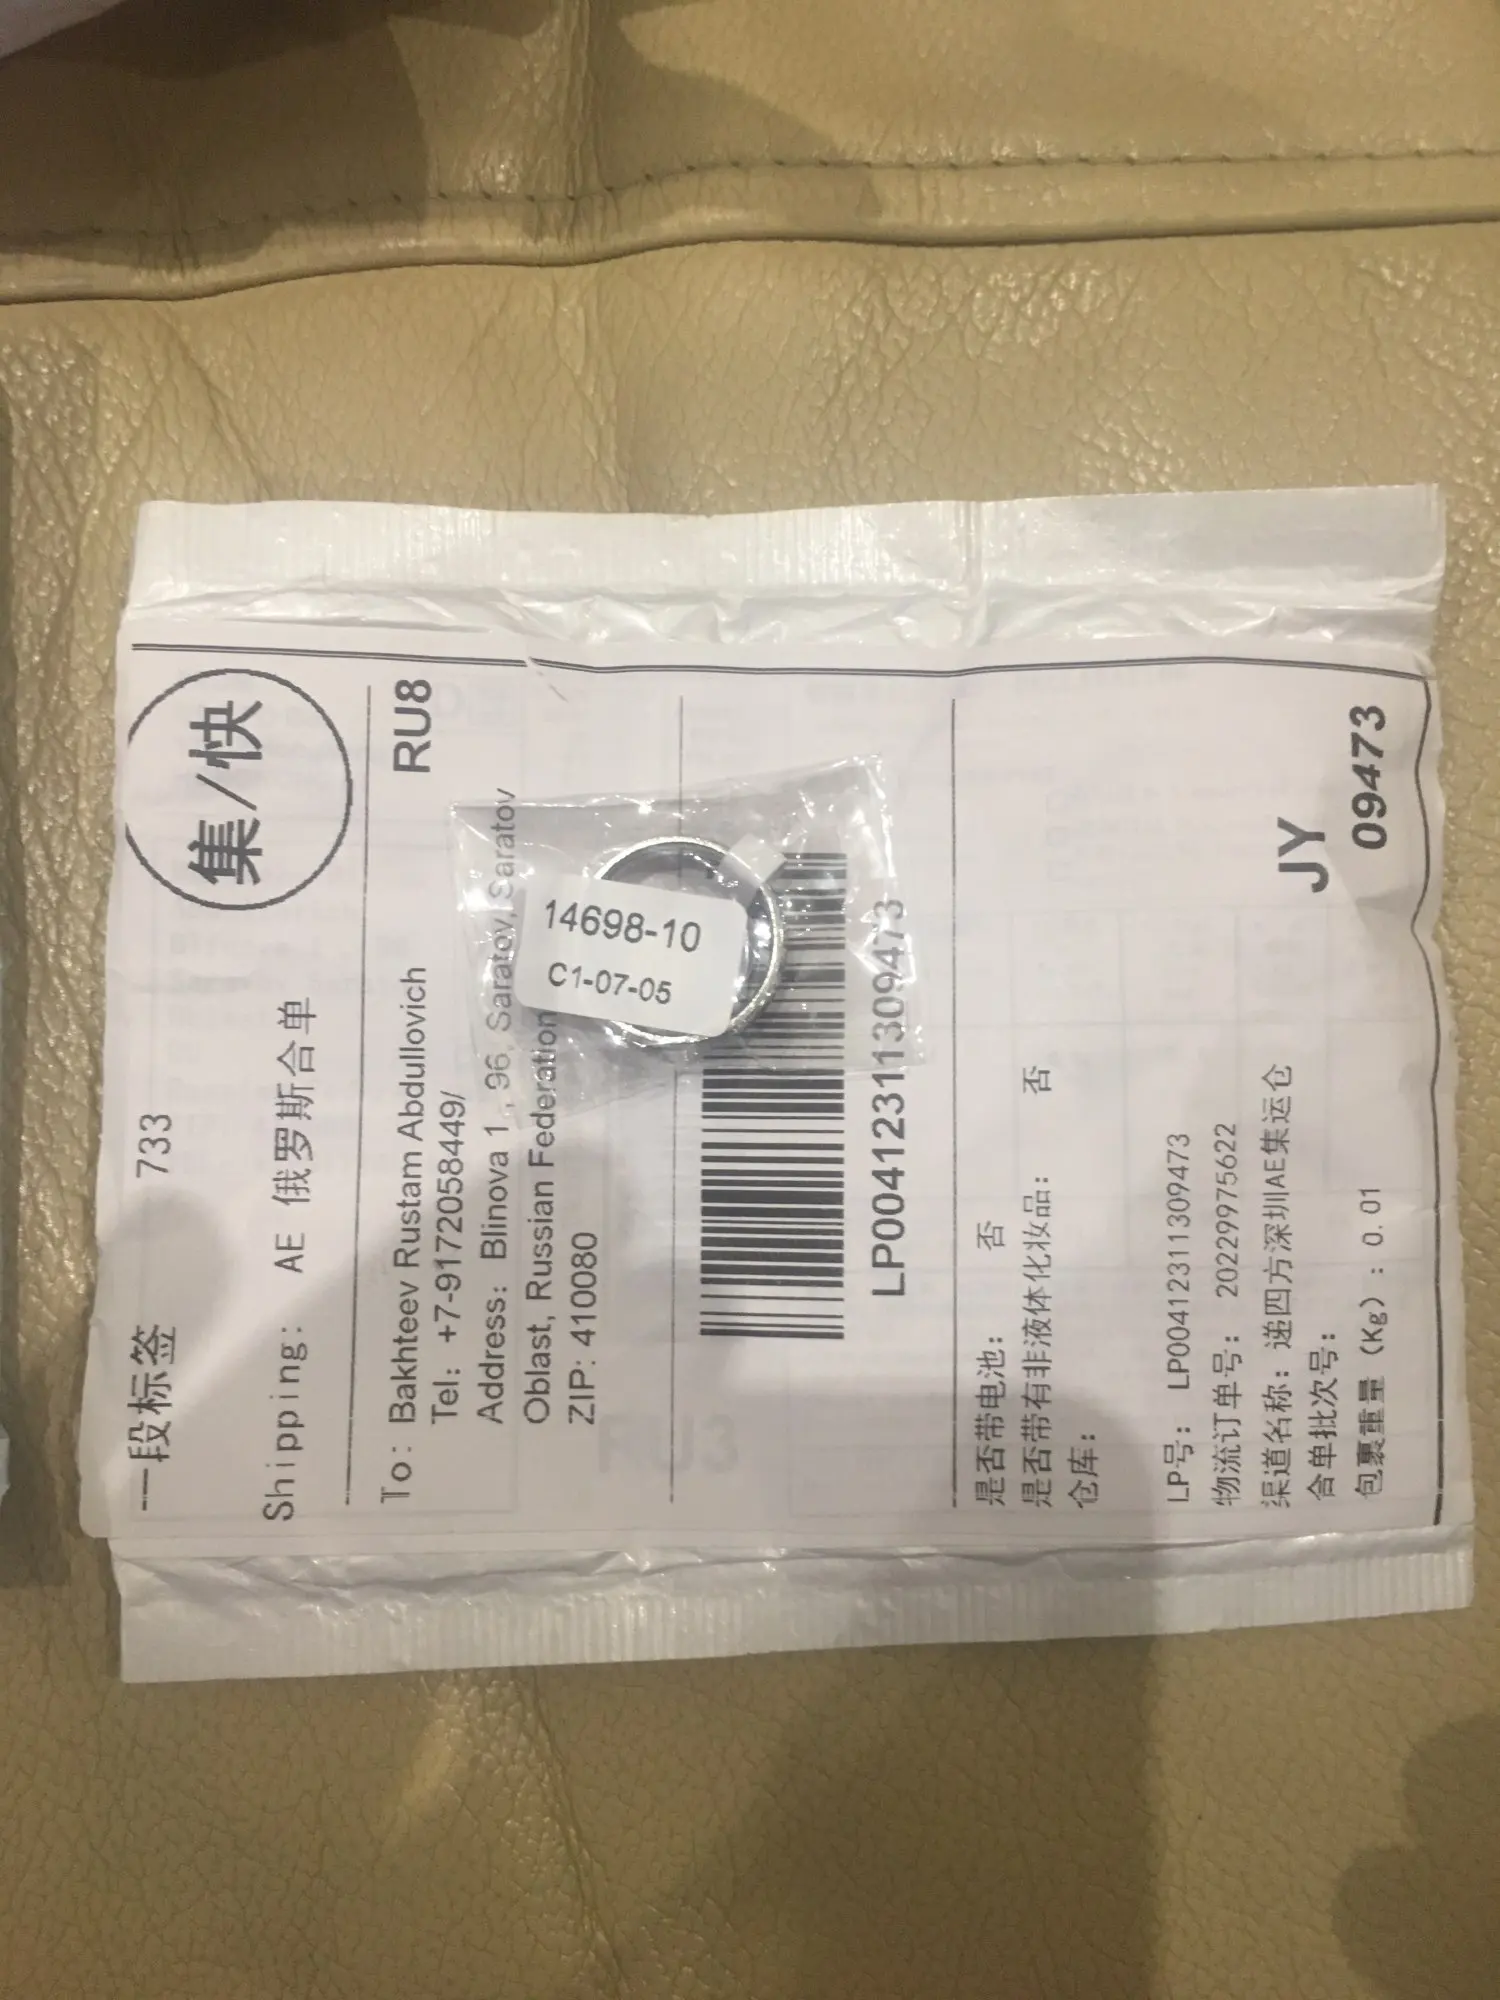 一段标签 733
集/快
Shipping: AE 俄罗斯合单
To: Bakhteev Rustam Abdullovich RU8
Tel: +7-9172058449/
Address: Blinova 1, 96, Saratov, Saratov
Oblast, Russian Federation
ZIP: 410080
14698-10
C1-07-05
LP00412311309473
是否带电池: 否
是否带有非液体化妆品: 否
仓库:
LP号: LP00412311309473
物流订单号: 20229975622
渠道名称: 递四方深圳AE集运仓
合单批次号:
包裹重量 (Kg) : 0.01
JY
09473